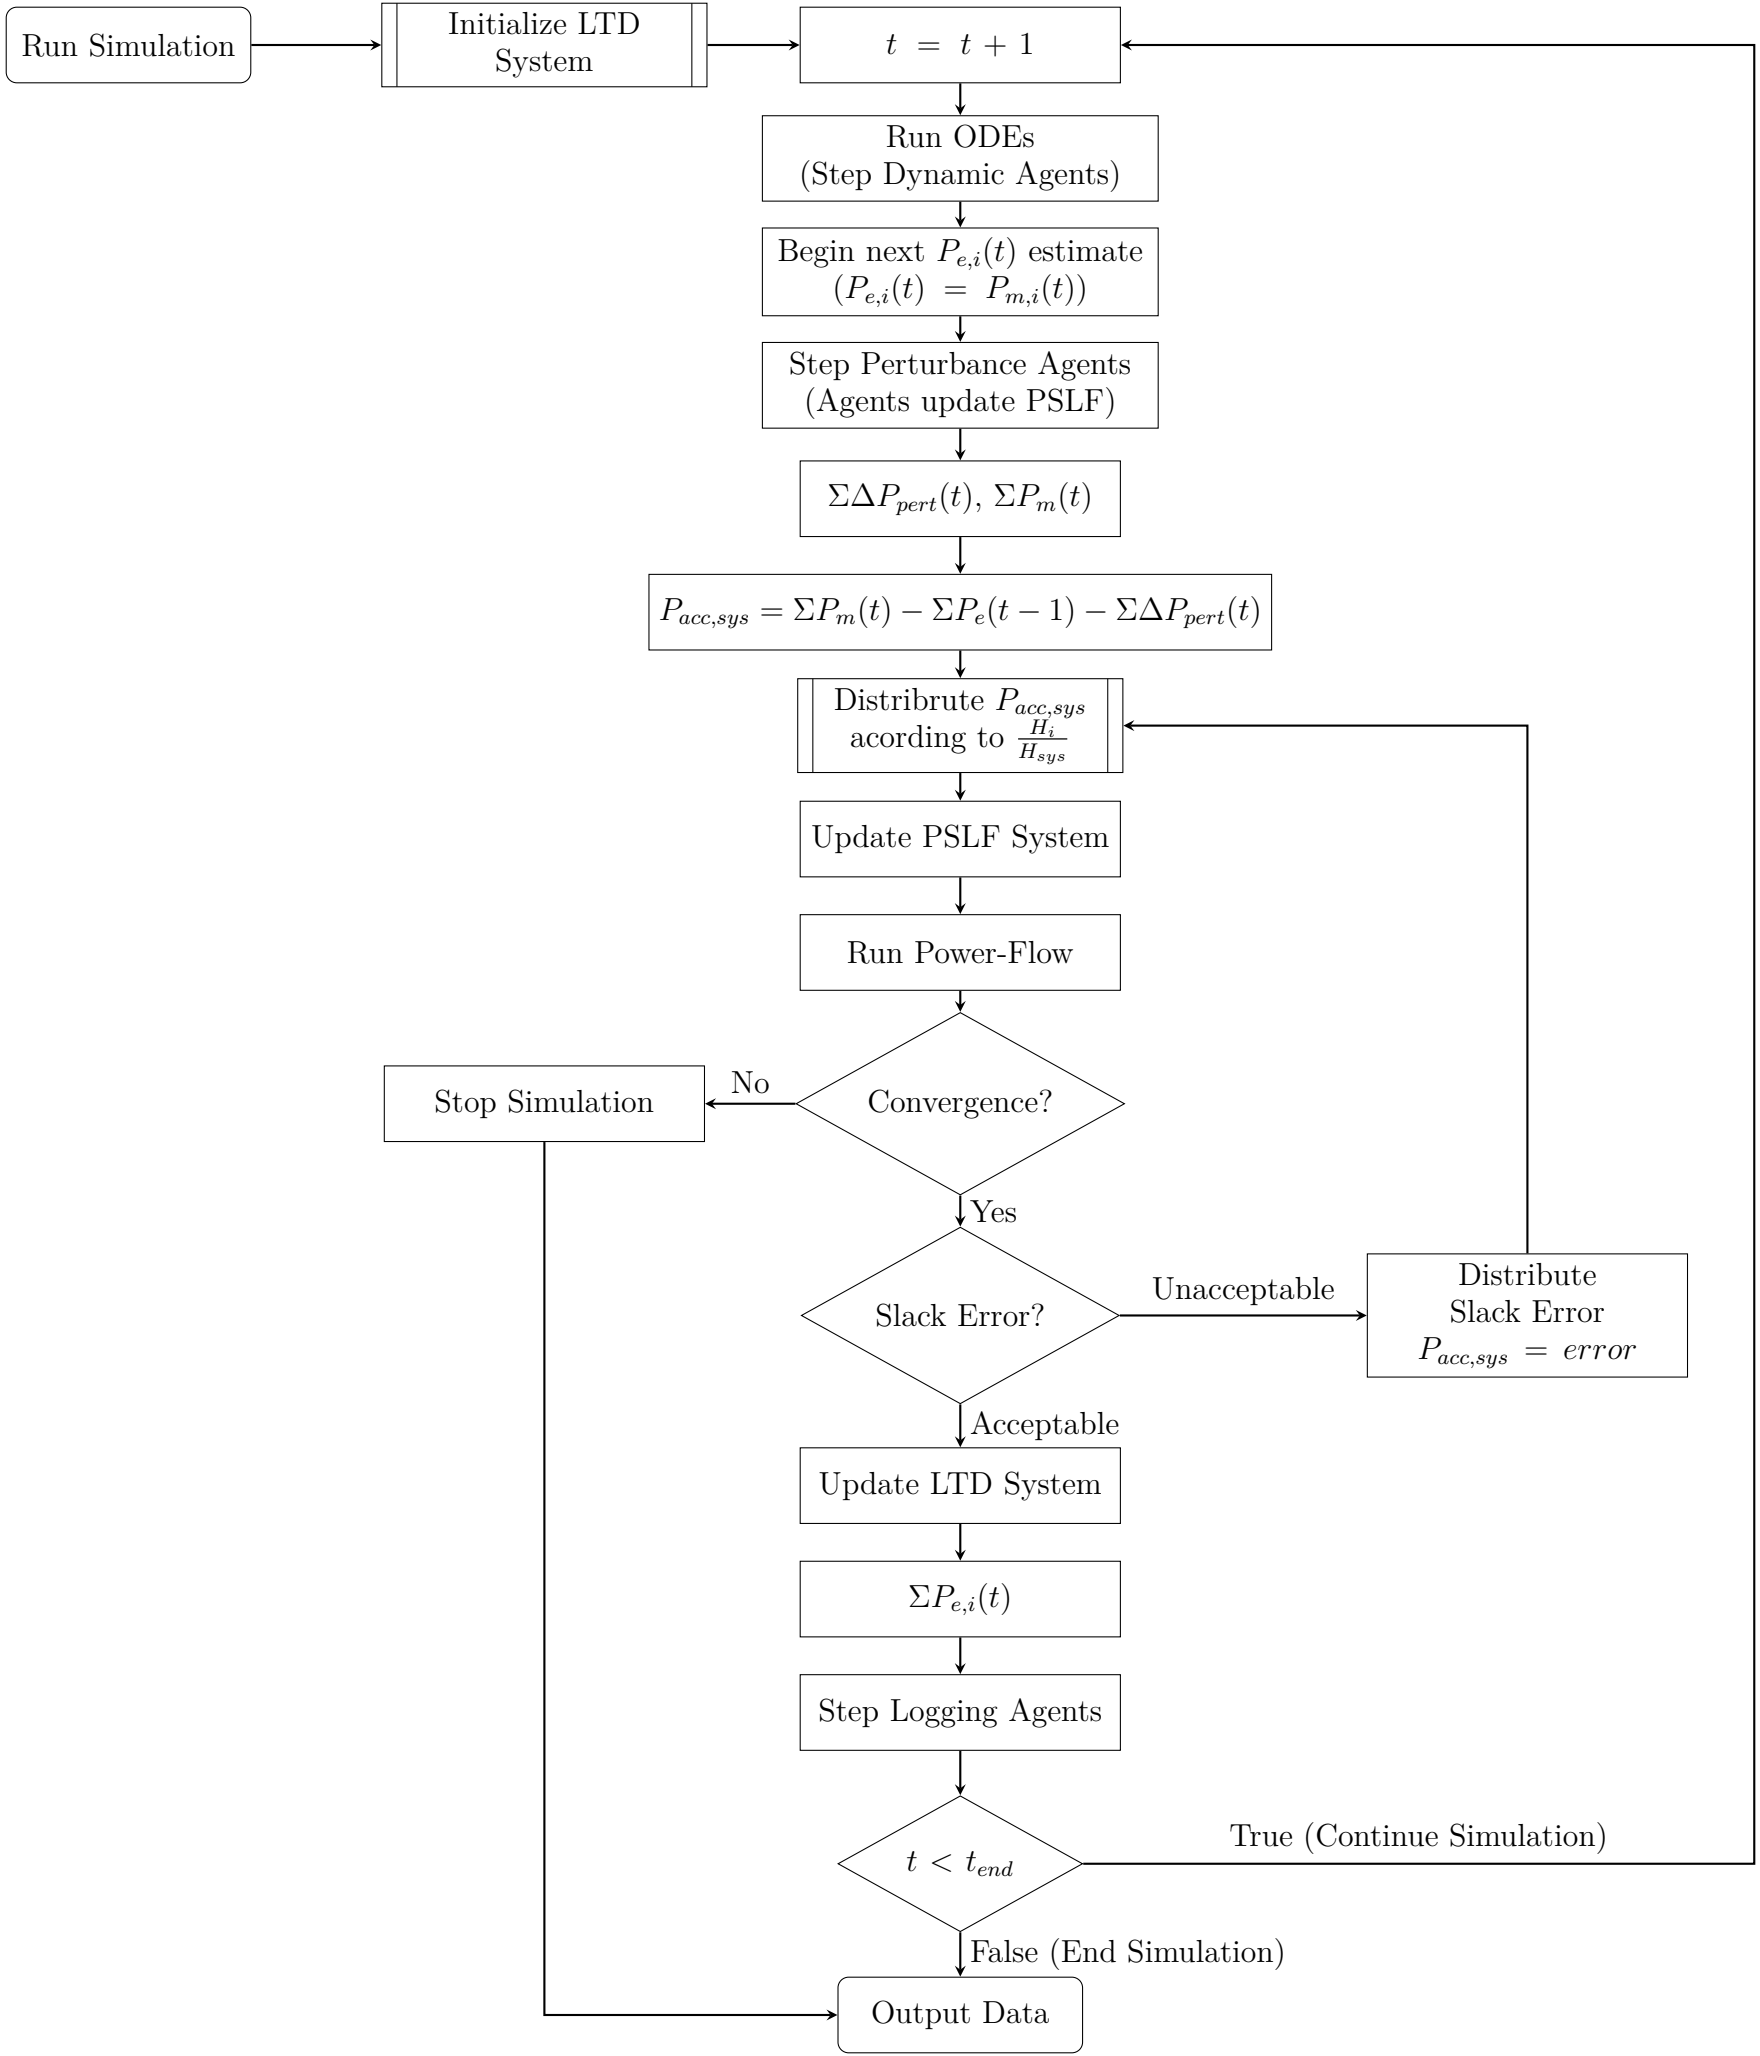 Run Simulation
Initialize LTD
System
t = t + 1
Run ODEs
(Step Dynamic Agents)
Begin next P_{e,i}(t) estimate
(P_{e,i}(t) = P_{m,i}(t))
Step Perturbance Agents
(Agents update PSLF)
ΣΔP_{pert}(t), ΣP_m(t)
P_{acc,sys} = ΣP_m(t) − ΣP_e(t − 1) − ΣΔP_{pert}(t)
Distribrute P_{acc,sys}
acording to \frac{H_i}{H_{sys}}
Update PSLF System
Run Power-Flow
Convergence?
No
Stop Simulation
Yes
Slack Error?
Unacceptable
Distribute
Slack Error
P_{acc,sys} = error
Acceptable
Update LTD System
ΣP_{e,i}(t)
Step Logging Agents
t < t_{end}
True (Continue Simulation)
False (End Simulation)
Output Data